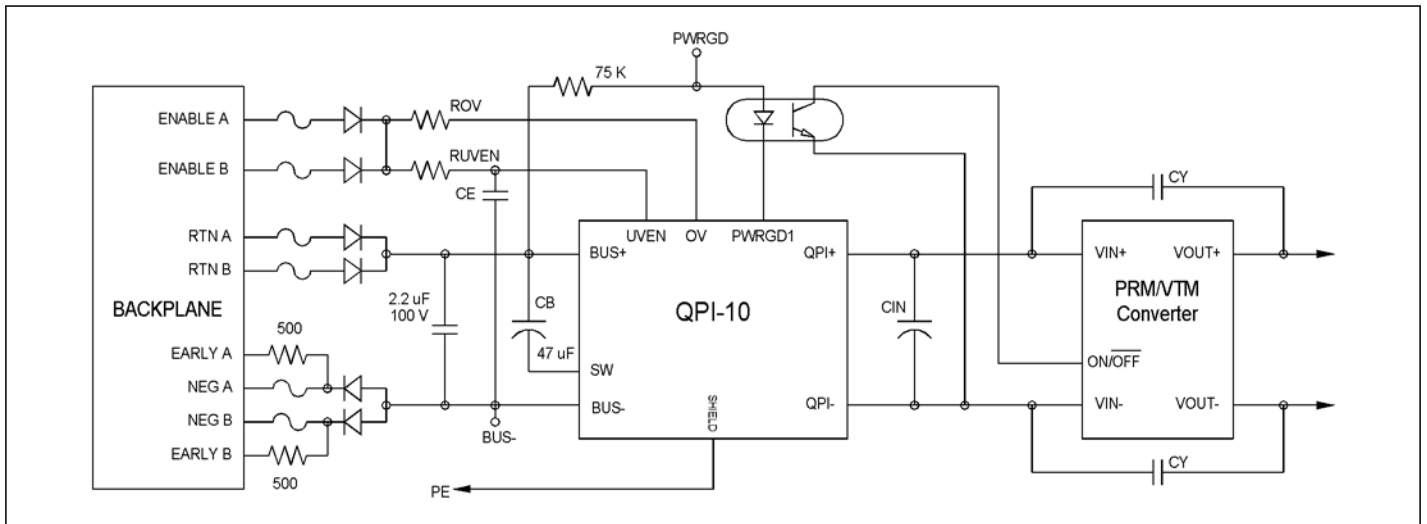 PWRGD
75 K
BACKPLANE
ENABLE A
ENABLE B
RTN A
RTN B
EARLY A
NEG A
NEG B
EARLY B
500
500
ROV
RUVEN
CE
2.2 uF
100 V
CB
47 uF
BUS-
PE
UVEN
OV
PWRGD1
BUS+
QPI+
QPI-10
SW
BUS-
SHIELD
QPI-
CIN
CY
VIN+
VOUT+
PRM/VTM
Converter
ON/OFF
VIN-
VOUT-
CY